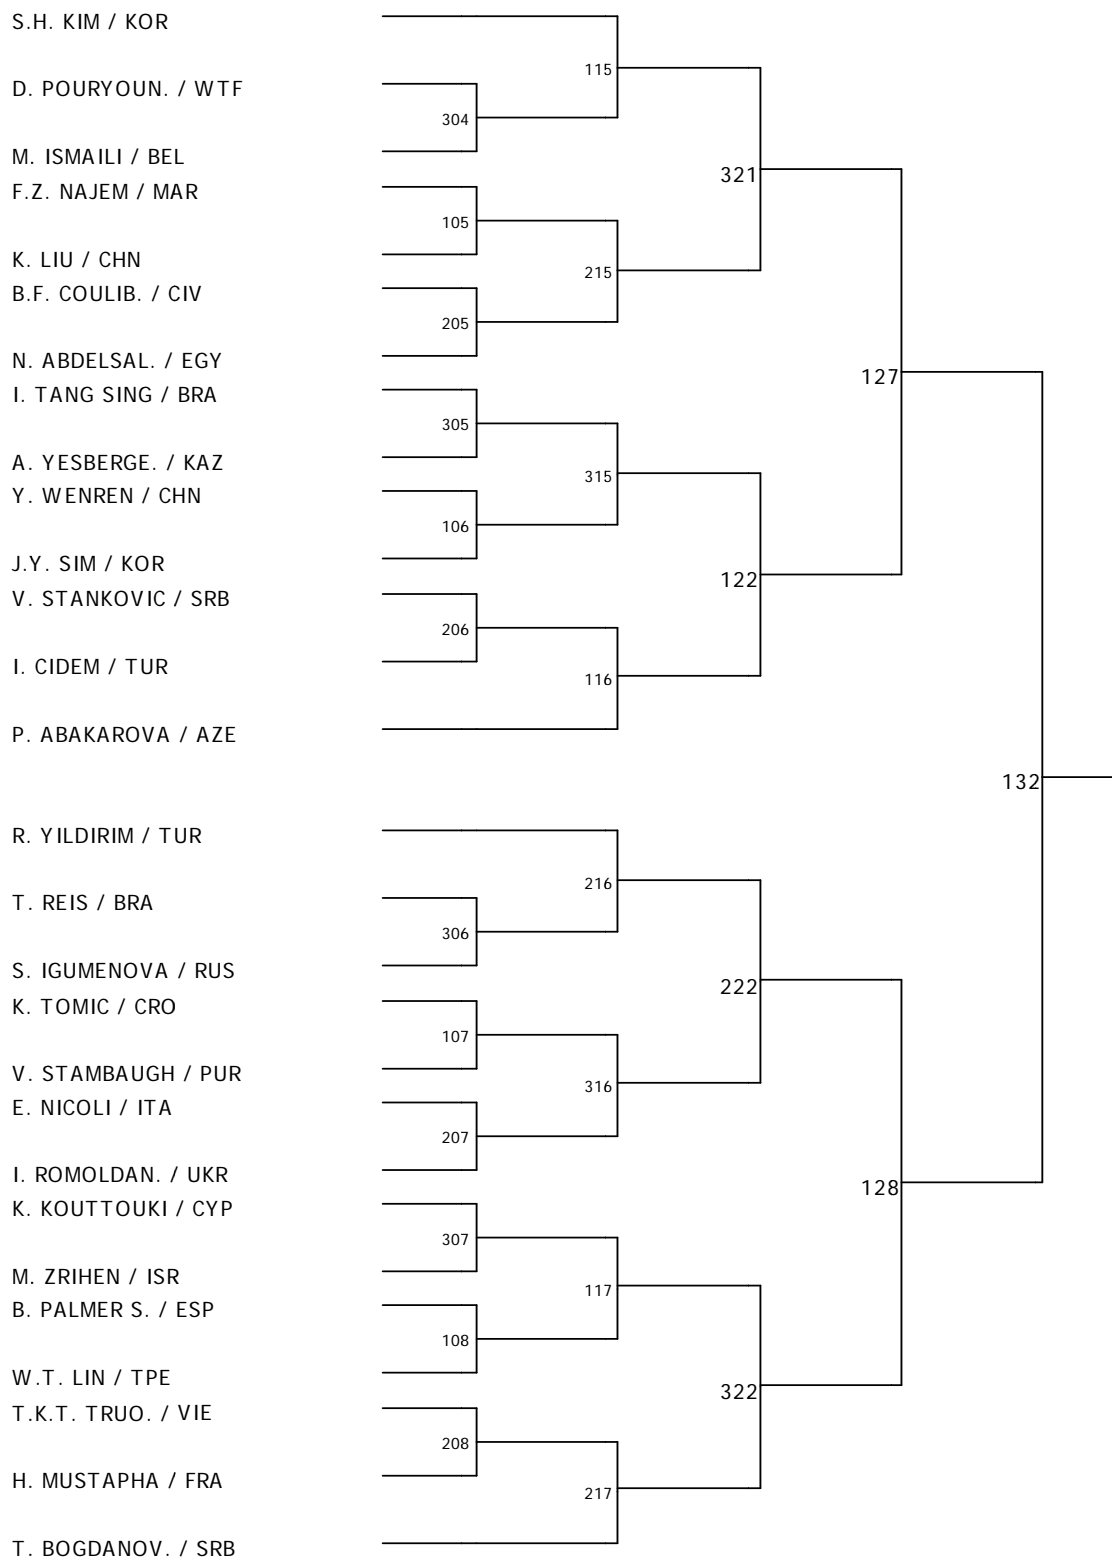 S.H. KIM / KOR
115
D. POURYOUN. / WTF
304
M. ISMAILI / BEL
321
F.Z. NAJEM / MAR
105
K. LIU / CHN
215
B.F. COULIB. / CIV
205
N. ABDELSAL. / EGY
127
I. TANG SING / BRA
305
A. YESBERGE. / KAZ
315
Y. WENREN / CHN
106
J.Y. SIM / KOR
122
V. STANKOVIC / SRB
206
I. CIDEM / TUR
116
P. ABAKAROVA / AZE
132
R. YILDIRIM / TUR
216
T. REIS / BRA
306
S. IGUMENOVA / RUS
222
K. TOMIC / CRO
107
V. STAMBAUGH / PUR
316
E. NICOLI / ITA
207
I. ROMOLDAN. / UKR
128
K. KOUTTOUKI / CYP
307
M. ZRIHEN / ISR
117
B. PALMER S. / ESP
108
W.T. LIN / TPE
322
T.K.T. TRUO. / VIE
208
H. MUSTAPHA / FRA
217
T. BOGDANOV. / SRB